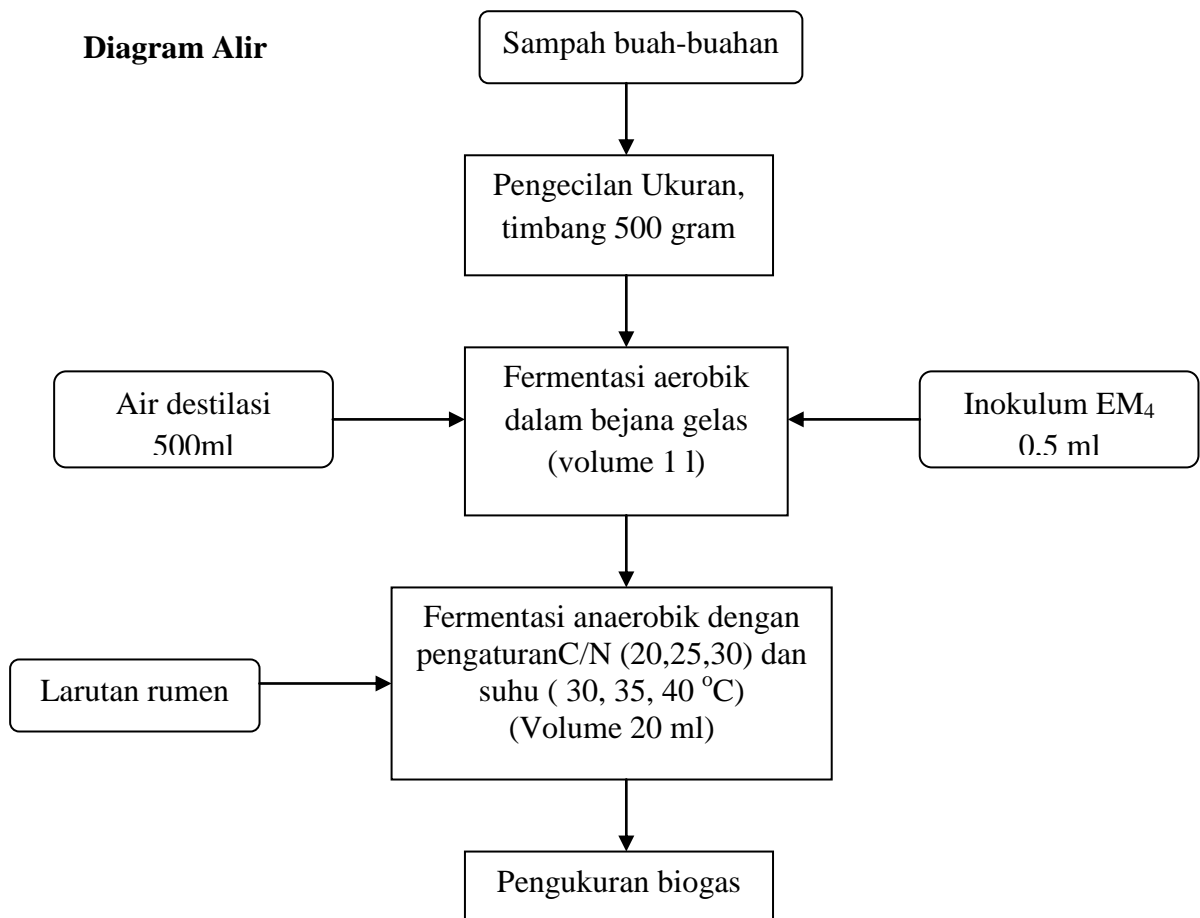 Diagram Alir
Sampah buah-buahan
Pengecilan Ukuran,
timbang 500 gram
Fermentasi aerobik
dalam bejana gelas
(volume 1 l)
Air destilasi
500ml
Inokulum EM₄
0,5 ml
Fermentasi anaerobik dengan
pengaturanC/N (20,25,30) dan
suhu ( 30, 35, 40 °C)
(Volume 20 ml)
Larutan rumen
Pengukuran biogas